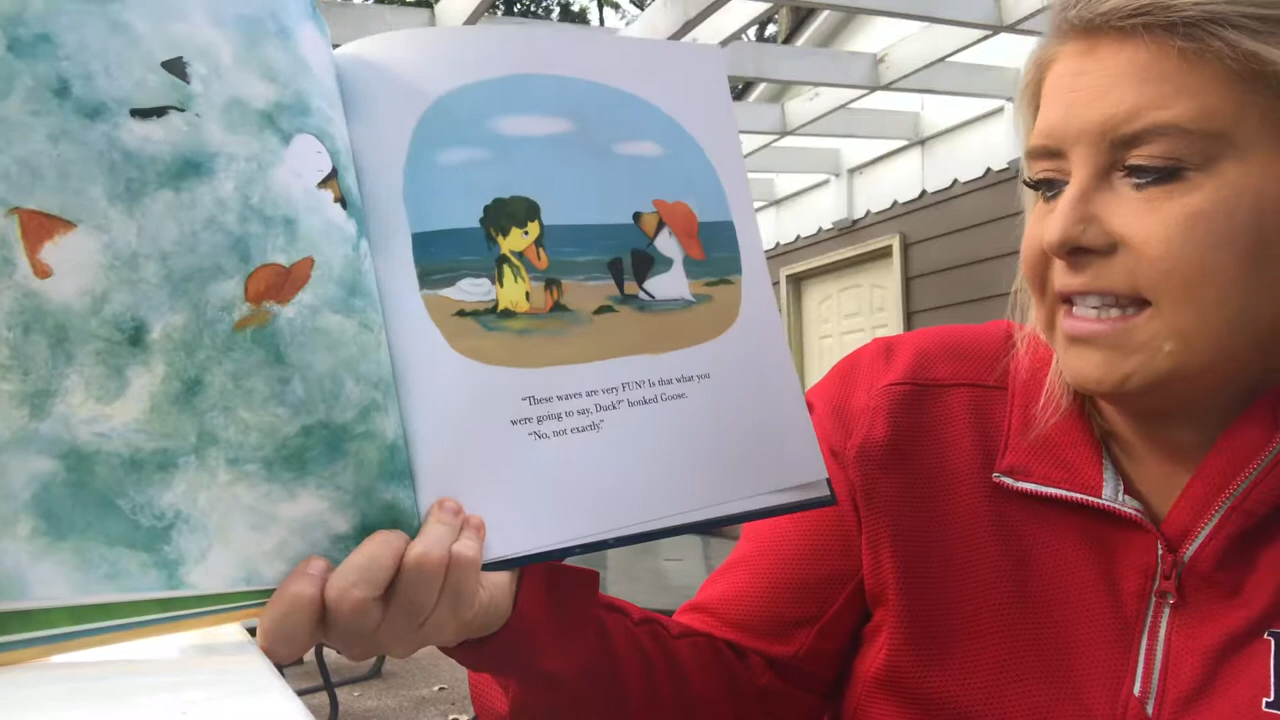 “These waves are very FUN? Is that what you
were going to say, Duck?” honked Goose.
“No, not exactly.”